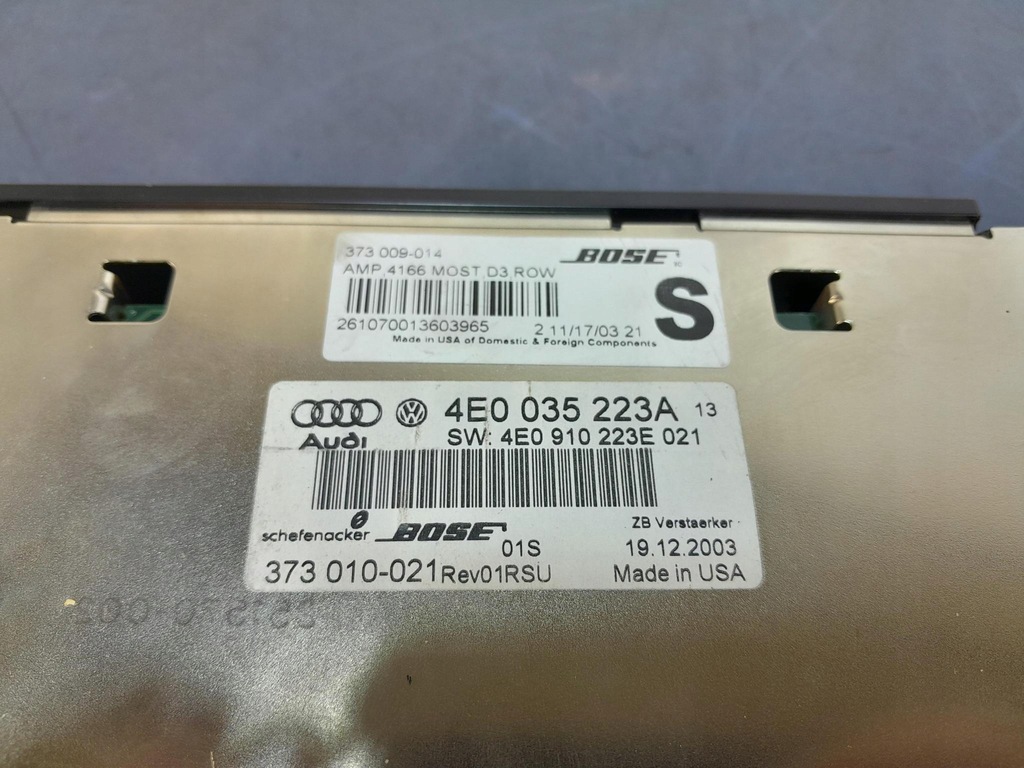 373 009-014 BOSE
AMP 4166 MOST D3 ROW
S
261070013603965 2 11/17/03 21
Made in USA of Domestic & Foreign Components
4E0 035 223A 13
Audi SW: 4E0 910 223E 021
schefenacker BOSE ZB Verstaerker
01S 19.12.2003
373 010-021 Rev01RSU Made in USA